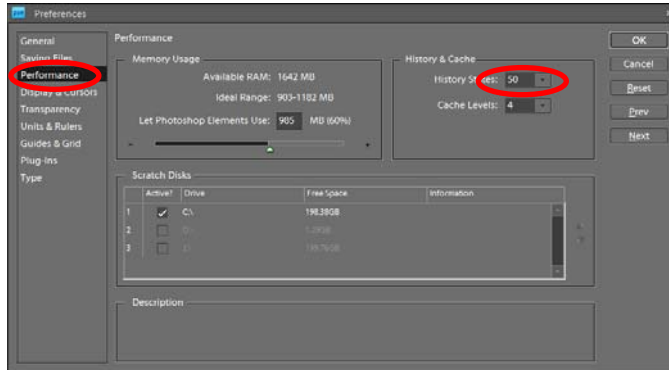 Preferences
General
Saving Files
Performance
Display & Cursors
Transparency
Units & Rulers
Guides & Grid
Plug-Ins
Type
Performance
Memory Usage
Available RAM: 1642 MB
Ideal Range: 903-1182 MB
Let Photoshop Elements Use: 985 MB (60%)
- +
History & Cache
History States: 50
Cache Levels: 4
Scratch Disks
Active? Drive Free Space Information
1 C:\ 198.38GB
2 D:\
3
Description
OK
Cancel
Reset
Prev
Next